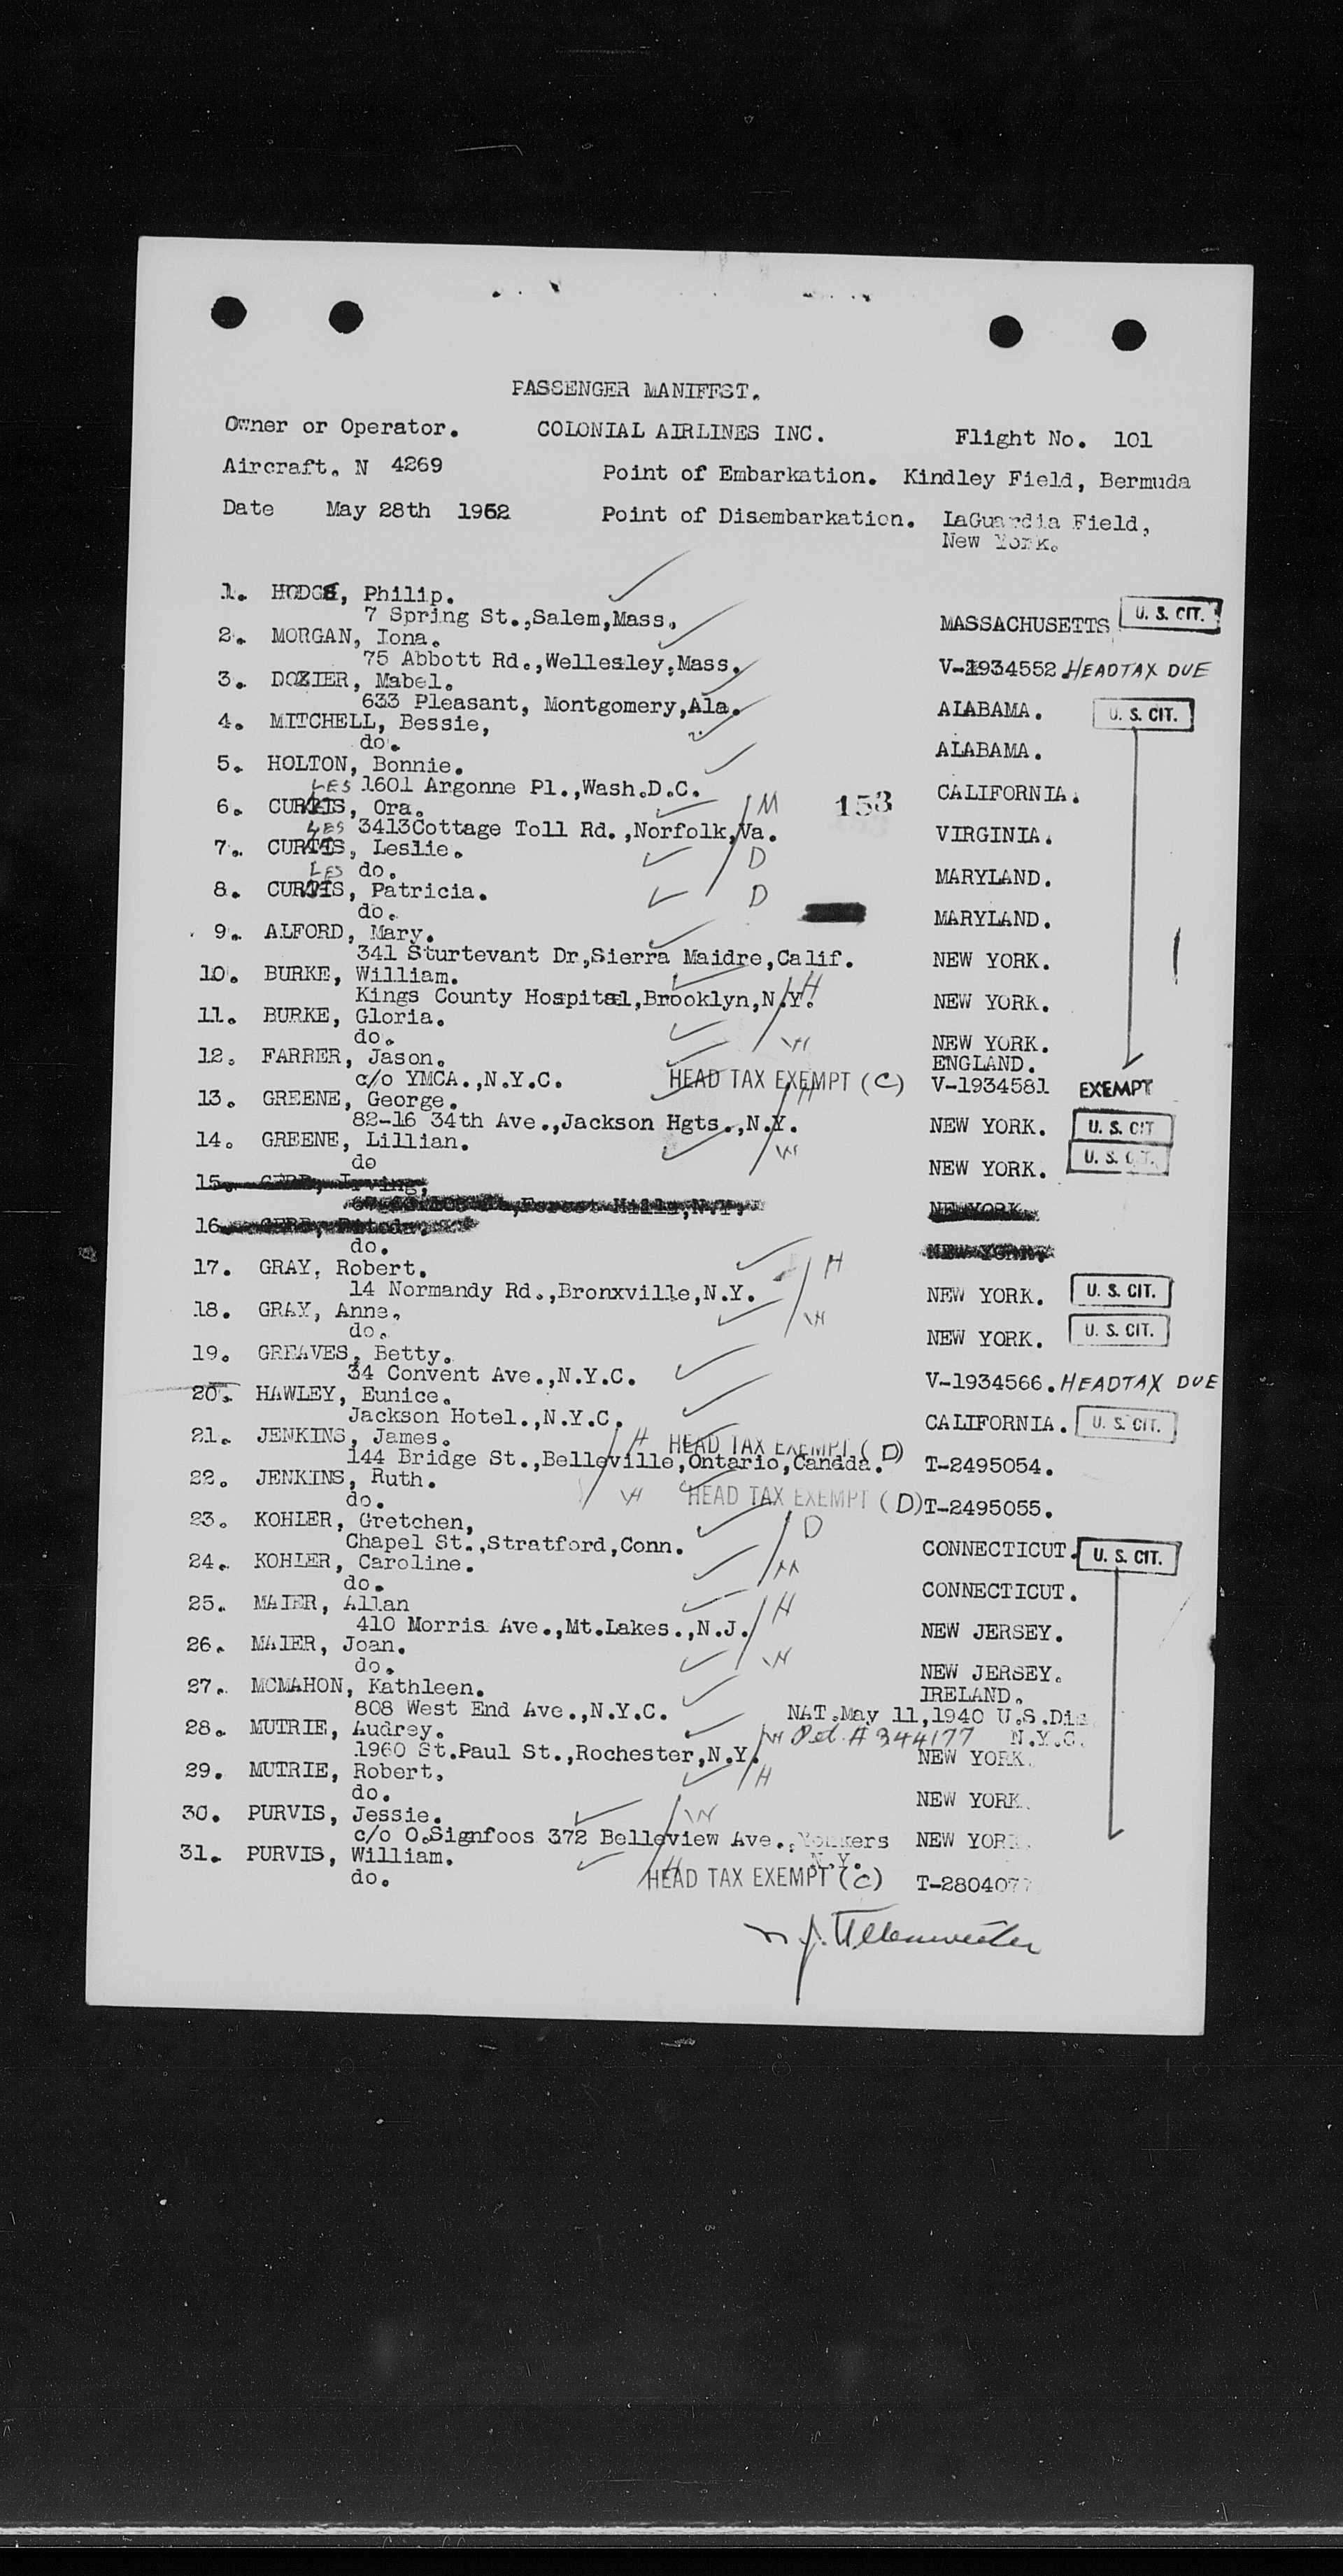 PASSENGER MANIFFST.
Owner or Operator. COLONIAL AIRLINES INC. Flight No. 101
Aircraft. N 4269 Point of Embarkation. Kindley Field, Bermuda
Date May 28th 1952 Point of Disembarkation. LaGuardia Field,
New York.
1. HODGE, Philip.
7 Spring St.,Salem,Mass. MASSACHUSETTS U. S. CIT.
2. MORGAN, Iona.
75 Abbott Rd.,Wellesley,Mass. V-1934552 HEADTAX DUE
3. DOZIER, Mabel.
633 Pleasant, Montgomery,Ala. ALABAMA. U. S. CIT.
4. MITCHELL, Bessie,
do. ALABAMA.
5. HOLTON, Bonnie.
1601 Argonne Pl.,Wash.D.C. CALIFORNIA.
LES
6. CURTIS, Ora. M 153
3413Cottage Toll Rd.,Norfolk,Va. VIRGINIA.
LES
7. CURTIS, Leslie. D
do. MARYLAND.
LES
8. CURTIS, Patricia. D
do. MARYLAND.
9. ALFORD, Mary.
341 Sturtevant Dr,Sierra Maidre,Calif. NEW YORK.
10. BURKE, William. H
Kings County Hospital,Brooklyn,N.Y. NEW YORK.
11. BURKE, Gloria.
do. W NEW YORK.
12. FARRER, Jason. ENGLAND.
c/o YMCA.,N.Y.C. HEAD TAX EXEMPT (C) V-1934581 EXEMPT
13. GREENE, George. H
82-16 34th Ave.,Jackson Hgts.,N.Y. NEW YORK. U. S. CIT
14. GREENE, Lillian. W
do NEW YORK. U. S. CIT.
15. Irving,
Forest Hills,N.Y. NEW YORK
16.
do. NEW YORK.
17. GRAY, Robert. H
14 Normandy Rd.,Bronxville,N.Y. NEW YORK. U. S. CIT.
18. GRAY, Anne. W
do. NEW YORK. U. S. CIT.
19. GREAVES, Betty.
34 Convent Ave.,N.Y.C. V-1934566. HEADTAX DUE
20. HAWLEY, Eunice.
Jackson Hotel.,N.Y.C. CALIFORNIA. U. S. CIT.
21. JENKINS, James. H HEAD TAX EXEMPT (D)
144 Bridge St.,Belleville,Ontario,Canada. T-2495054.
22. JENKINS, Ruth.
do. W HEAD TAX EXEMPT (D) T-2495055.
23. KOHLER, Gretchen, D
Chapel St.,Stratford,Conn. CONNECTICUT. U. S. CIT.
24. KOHLER, Caroline. M
do. CONNECTICUT.
25. MAIER, Allan H
410 Morris Ave.,Mt.Lakes.,N.J. NEW JERSEY.
26. MAIER, Joan.
do. W NEW JERSEY.
27. MCMAHON, Kathleen. IRELAND.
808 West End Ave.,N.Y.C. NAT.May 11,1940 U.S.Dis
28. MUTRIE, Audrey. W Pet. # 344177 N.Y.C.
1960 St.Paul St.,Rochester,N.Y. NEW YORK.
29. MUTRIE, Robert. H
do. NEW YORK.
30. PURVIS, Jessie. W
c/o O.Signfoos 372 Belleview Ave.,Yonkers NEW YORK.
N.Y.
31. PURVIS, William.
do. H HEAD TAX EXEMPT (C) T-2804077